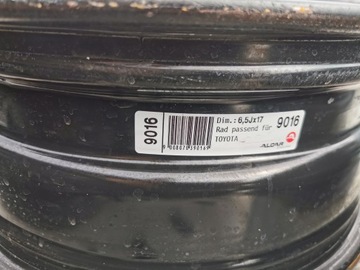 9016
Dim.: 6,5Jx17
Rad passend für
TOYOTA
9016
ALCAR